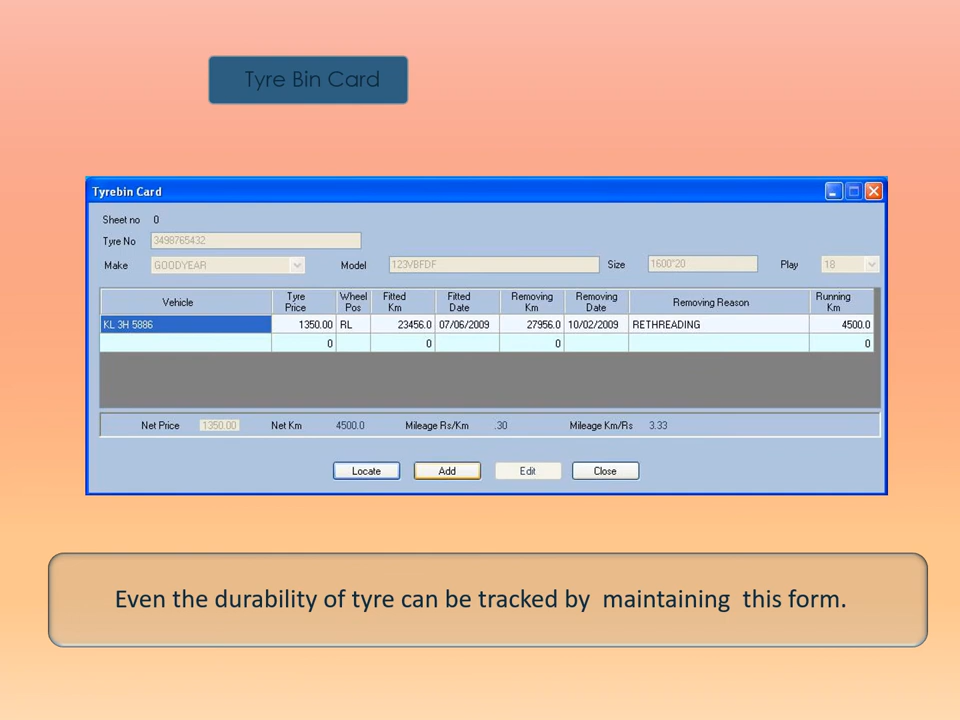 Tyre Bin Card
Tyrebin Card
Sheet no 0
Tyre No 3498765432
Make GOODYEAR Model 123VBFDF Size 1600"20 Play 18
Vehicle Tyre Price Wheel Pos Fitted Km Fitted Date Removing Km Removing Date Removing Reason Running Km
KL 3H 5886 1350.00 RL 23456.0 07/06/2009 27956.0 10/02/2009 RETHREADING 4500.0
0 0 0 0
Net Price 1350.00 Net Km 4500.0 Mileage Rs/Km .30 Mileage Km/Rs 3.33
Locate Add Edit Close
Even the durability of tyre can be tracked by maintaining this form.